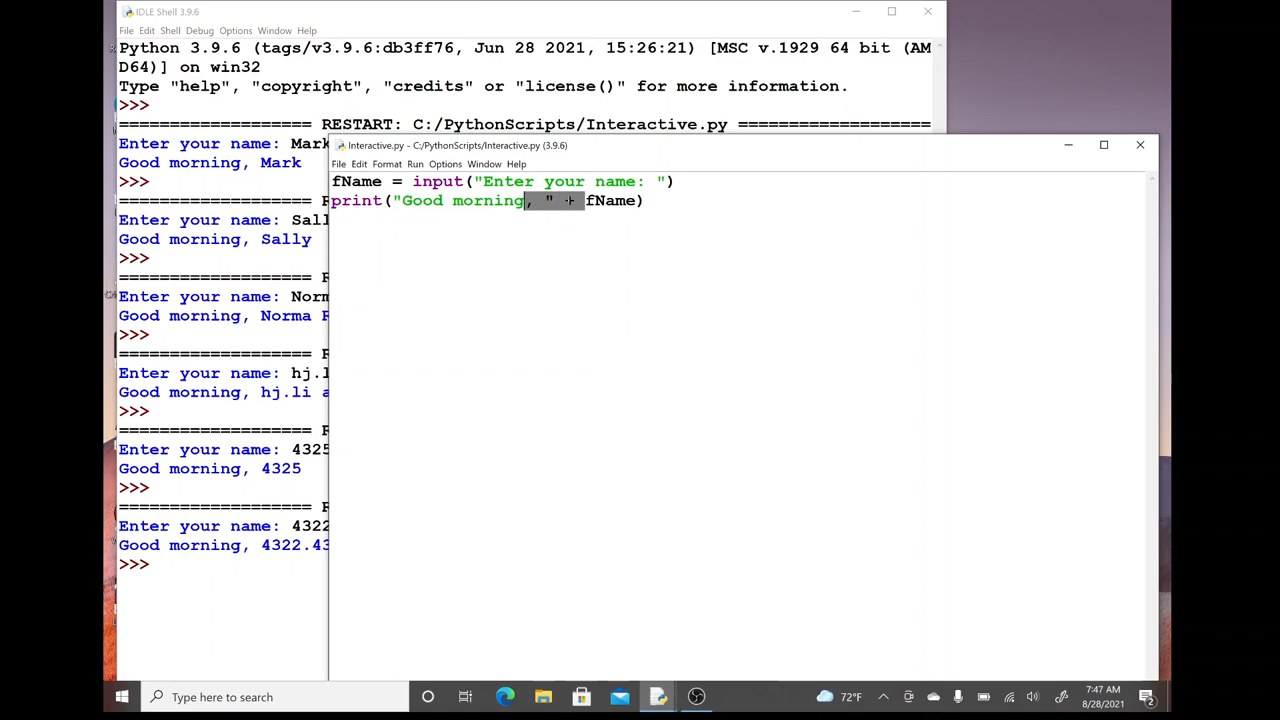 IDLE Shell 3.9.6
File Edit Shell Debug Options Window Help
Python 3.9.6 (tags/v3.9.6:db3ff76, Jun 28 2021, 15:26:21) [MSC v.1929 64 bit (AM
D64)] on win32
Type "help", "copyright", "credits" or "license()" for more information.
>>>
================== RESTART: C:/PythonScripts/Interactive.py ===================
Enter your name: Mark
Good morning, Mark
>>>
================== R
Enter your name: Sall
Good morning, Sally
>>>
================== R
Enter your name: Norm
Good morning, Norma R
>>>
================== R
Enter your name: hj.l
Good morning, hj.li a
>>>
================== R
Enter your name: 4325
Good morning, 4325
>>>
================== R
Enter your name: 4322
Good morning, 4322.43
>>>
Interactive.py - C:/PythonScripts/Interactive.py (3.9.6)
File Edit Format Run Options Window Help
fName = input("Enter your name: ")
print("Good morning, " + fName)
Type here to search
72°F
7:47 AM
8/28/2021
2